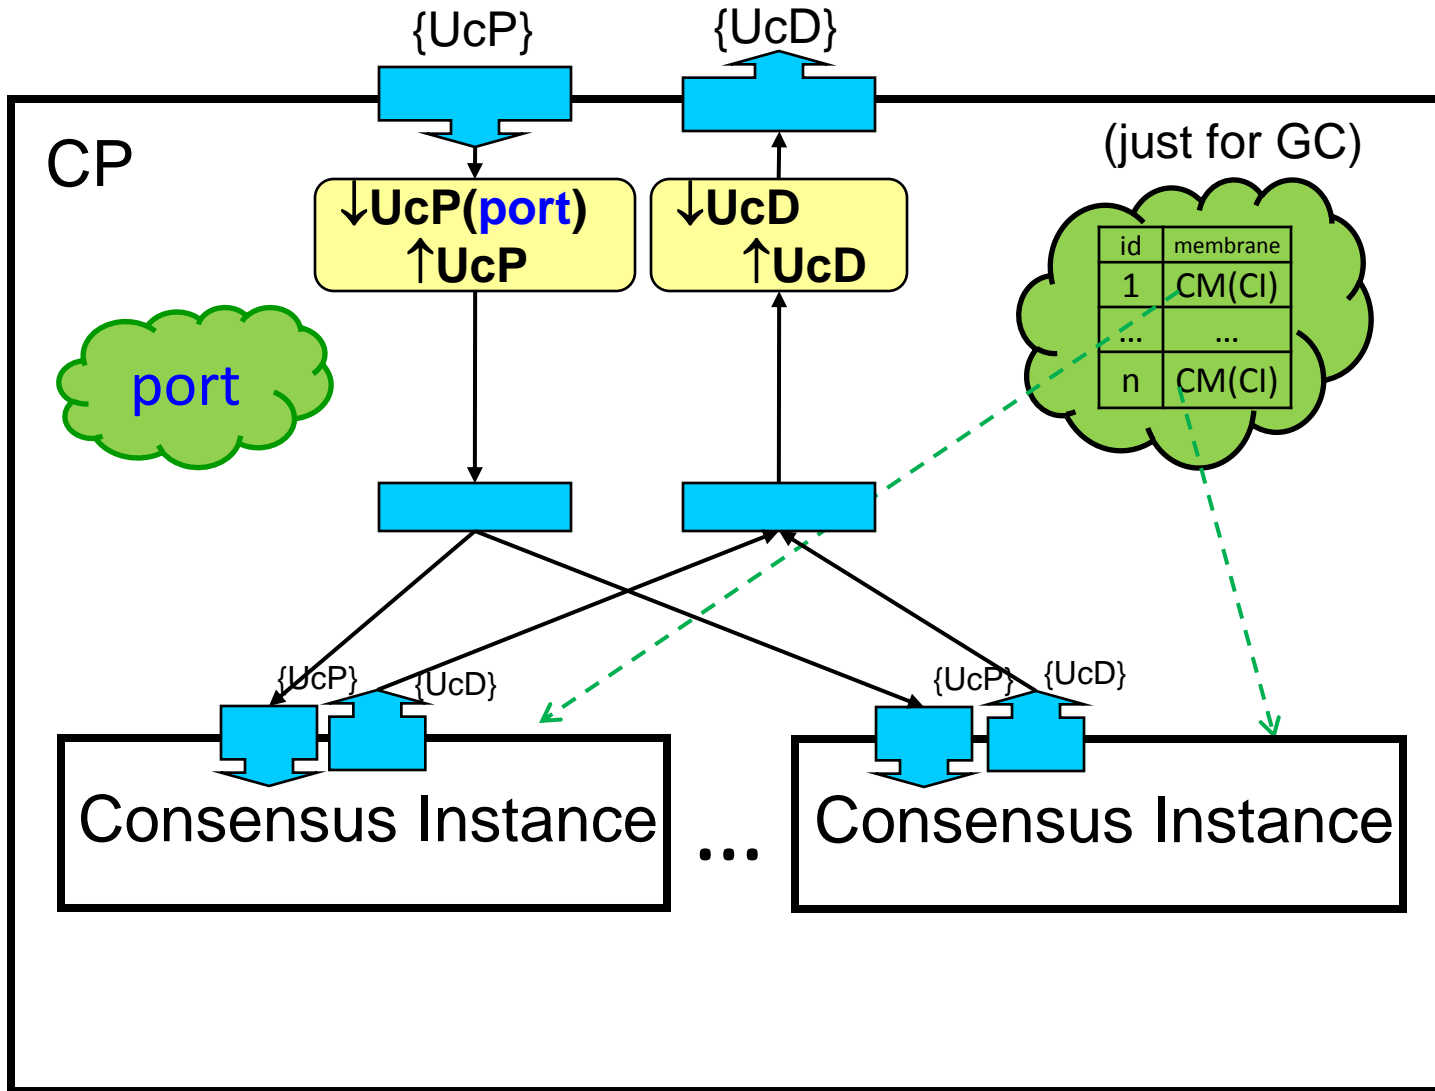 {UcP}
{UcD}
CP
(just for GC)
↓UcP(port)
↑UcP
↓UcD
↑UcD
id membrane
1 CM(CI)
... ...
n CM(CI)
port
{UcP}
{UcD}
{UcP}
{UcD}
Consensus Instance
...
Consensus Instance